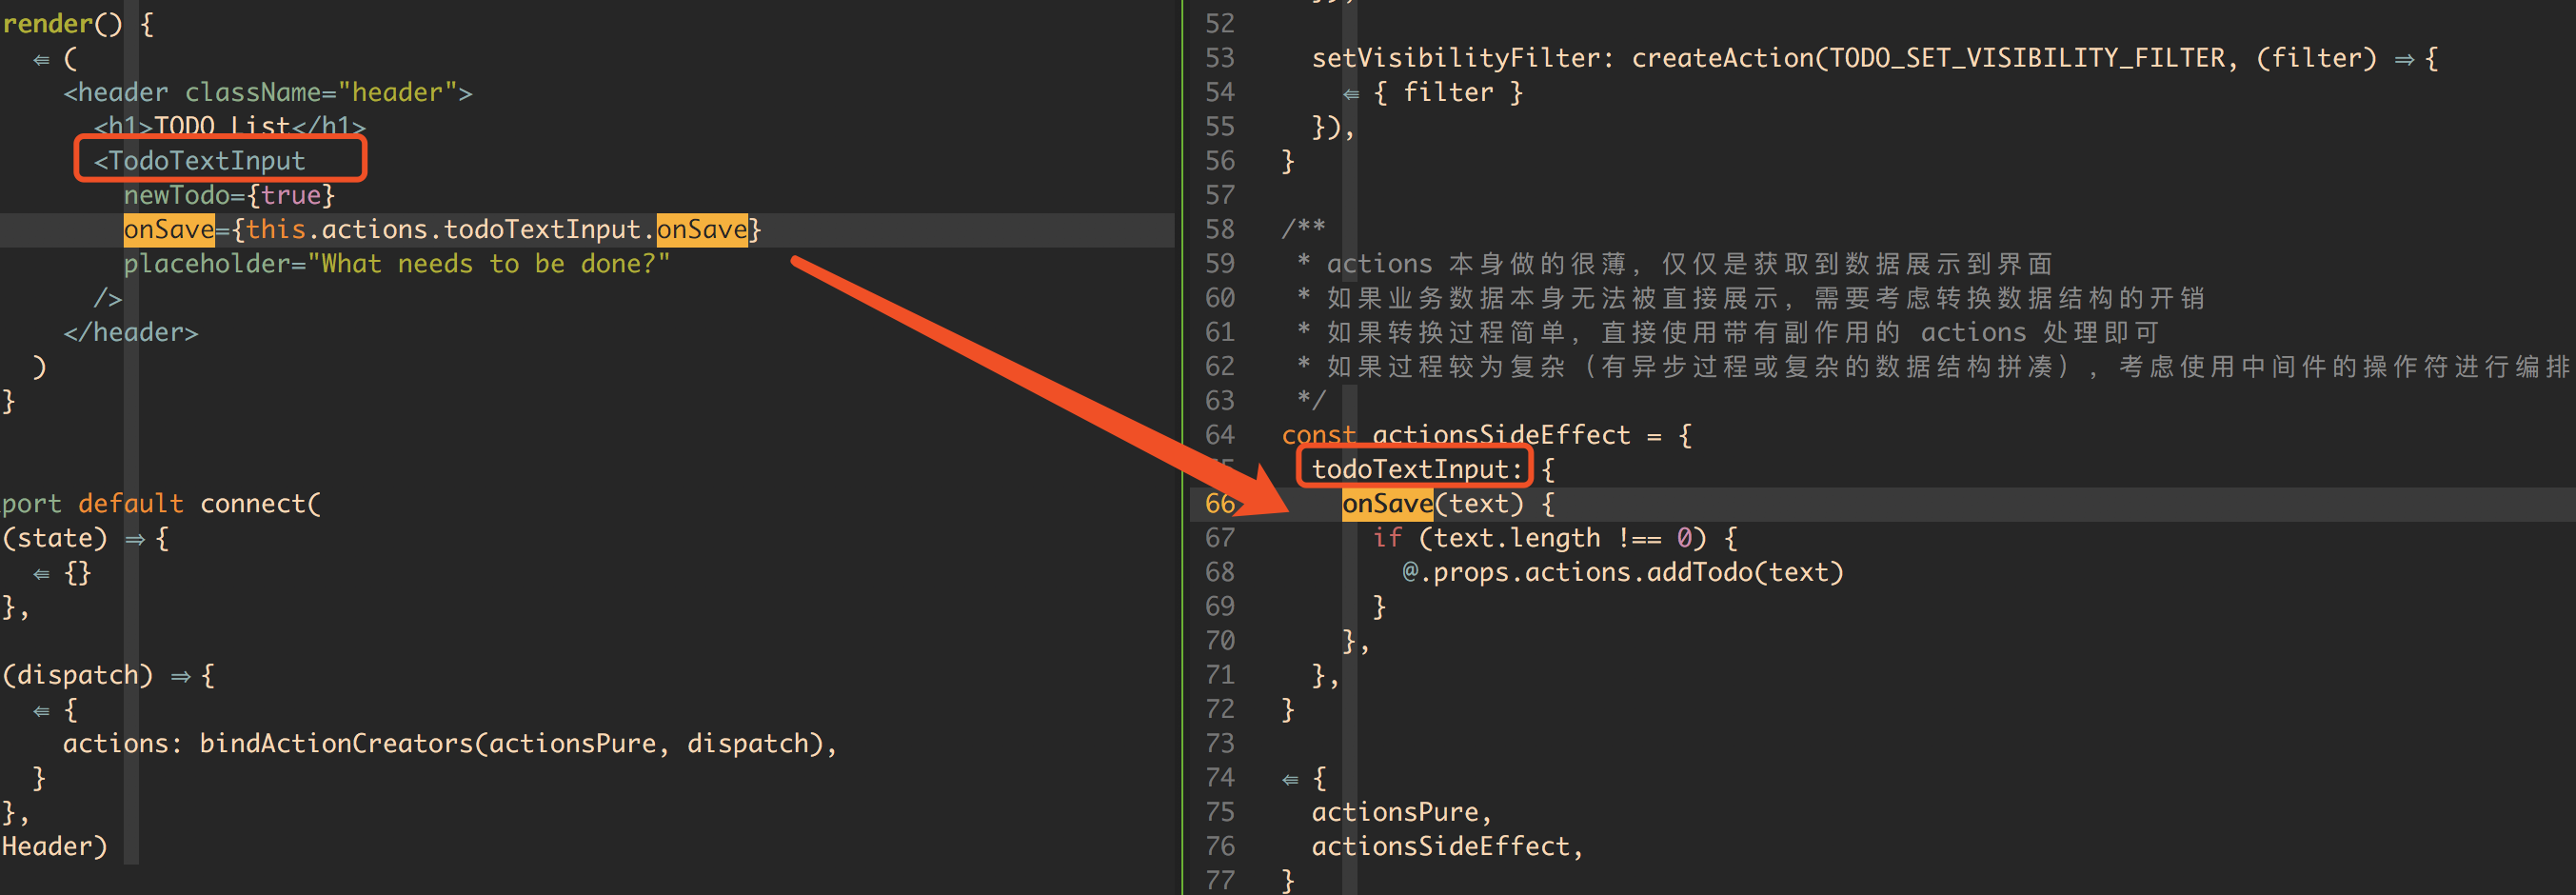 render() {
⇚ (
<header className="header">
<h1>TODO List</h1>
<TodoTextInput
newTodo={true}
onSave={this.actions.todoTextInput.onSave}
placeholder="What needs to be done?"
/>
</header>
)
}
port default connect(
(state) ⇒ {
⇚ {}
},
(dispatch) ⇒ {
⇚ {
actions: bindActionCreators(actionsPure, dispatch),
}
},
Header)
52
53 setVisibilityFilter: createAction(TODO_SET_VISIBILITY_FILTER, (filter) ⇒ {
54 ⇚ { filter }
55 }),
56 }
57
58 /**
59 * actions 本身做的很薄，仅仅是获取到数据展示到界面
60 * 如果业务数据本身无法被直接展示，需要考虑转换数据结构的开销
61 * 如果转换过程简单，直接使用带有副作用的 actions 处理即可
62 * 如果过程较为复杂（有异步过程或复杂的数据结构拼凑），考虑使用中间件的操作符进行编排
63 */
64 const actionsSideEffect = {
todoTextInput: {
66 onSave(text) {
67 if (text.length !== 0) {
68 @.props.actions.addTodo(text)
69 }
70 },
71 },
72 }
73
74 ⇚ {
75 actionsPure,
76 actionsSideEffect,
77 }